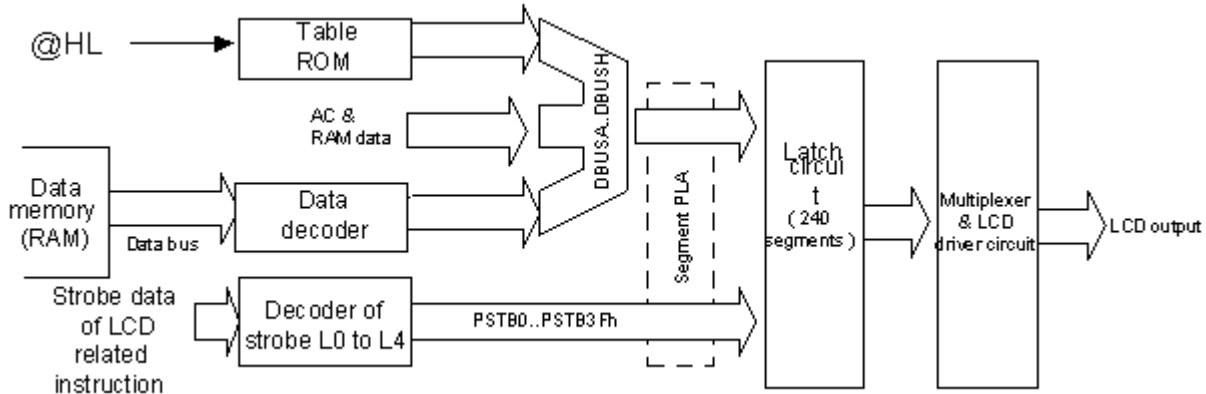 @HL
Table
ROM
AC &
RAM data
DBUSA..DBUSH
Data
memory
(RAM)
Data bus
Data
decoder
Segment PLA
Latch
circui
t
( 240
segments )
Multiplexer
& LCD
driver circuit
LCD output
Strobe data
of LCD
related
instruction
Decoder of
strobe L0 to L4
PSTB0..PSTB3Fh